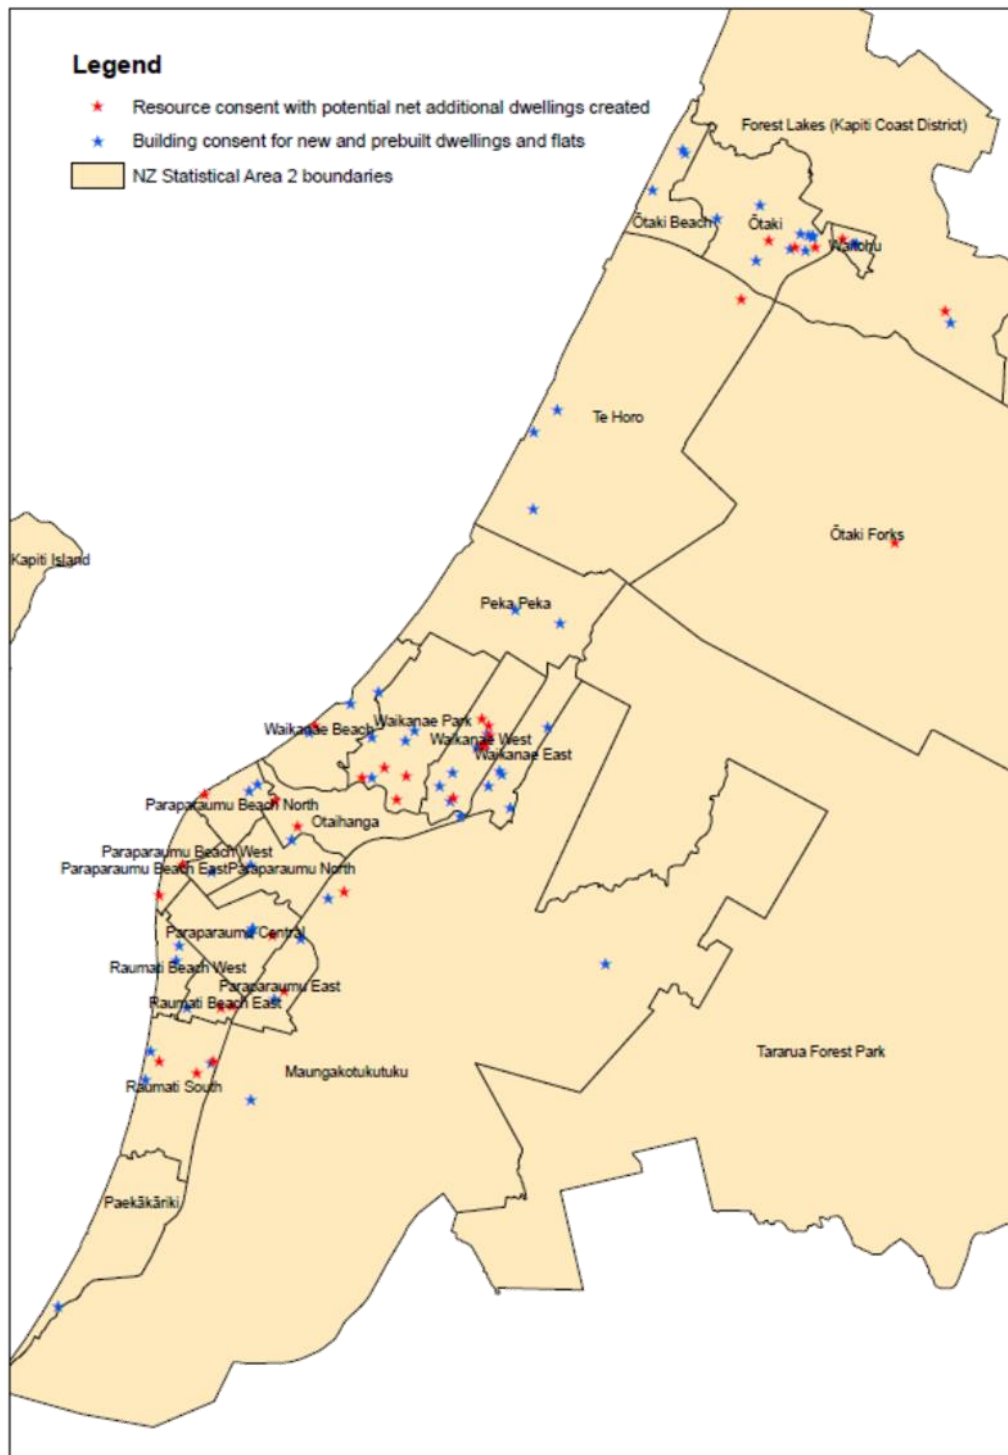 Legend
Resource consent with potential net additional dwellings created
Building consent for new and prebuilt dwellings and flats
NZ Statistical Area 2 boundaries
Forest Lakes (Kapiti Coast District)
Ōtaki Beach
Ōtaki
Waitohu
Te Horo
Ōtaki Forks
Kapiti Island
Peka Peka
Waikanae Park
Waikanae Beach
Waikanae West
Waikanae East
Paraparaumu Beach North
Otaihanga
Paraparaumu Beach West
Paraparaumu Beach East
Paraparaumu North
Paraparaumu Central
Raumati Beach West
Paraparaumu East
Raumati Beach East
Tararua Forest Park
Maungakotukutuku
Raumati South
Paekākāriki